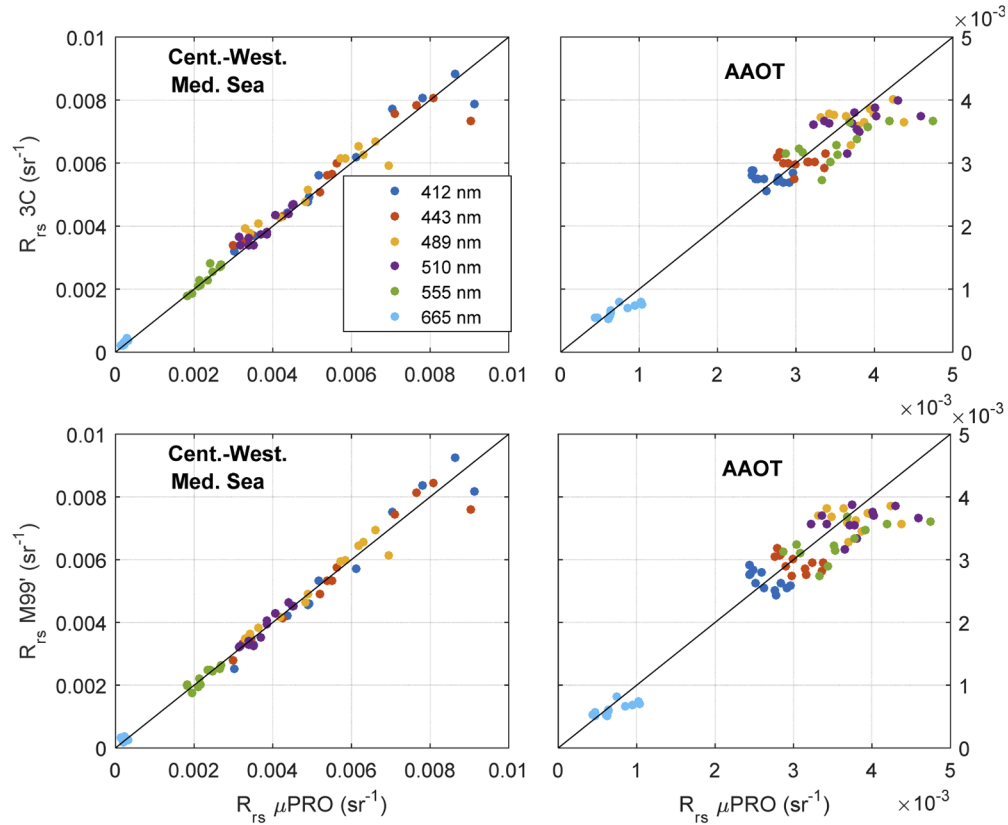 ×10⁻³
0.01
Cent.-West.
Med. Sea
AAOT
5
0.008
4
0.006
3
R_rs 3C (sr⁻¹)
412 nm
443 nm
489 nm
510 nm
555 nm
665 nm
0.004
2
0.002
1
0
0
0 0.002 0.004 0.006 0.008 0.01
0 1 2 3 4 5
×10⁻³ ×10⁻³
0.01
Cent.-West.
Med. Sea
AAOT
5
0.008
4
0.006
3
R_rs M99' (sr⁻¹)
0.004
2
0.002
1
0
0
0 0.002 0.004 0.006 0.008 0.01
0 1 2 3 4 5
R_rs μPRO (sr⁻¹)
R_rs μPRO (sr⁻¹)
×10⁻³